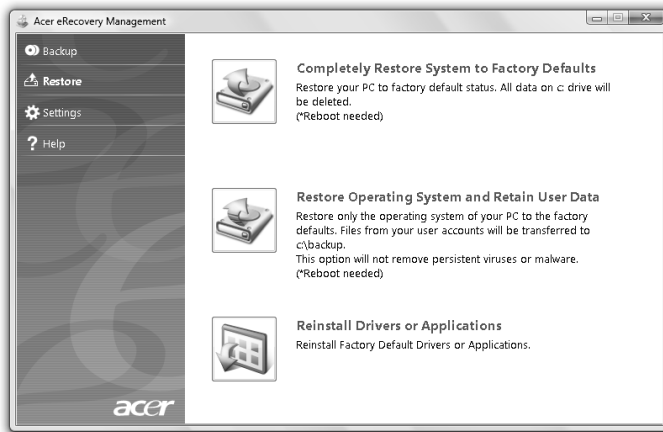 Acer eRecovery Management
Backup
Restore
Settings
? Help
Completely Restore System to Factory Defaults
Restore your PC to factory default status. All data on c: drive will
be deleted.
(*Reboot needed)
Restore Operating System and Retain User Data
Restore only the operating system of your PC to the factory
defaults. Files from your user accounts will be transferred to
c:\backup.
This option will not remove persistent viruses or malware.
(*Reboot needed)
Reinstall Drivers or Applications
Reinstall Factory Default Drivers or Applications.
acer